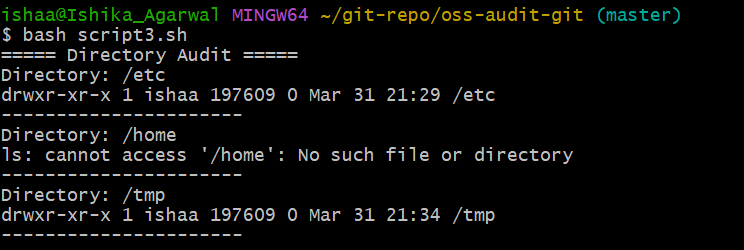 ishaa@Ishika_Agarwal MINGW64 ~/git-repo/oss-audit-git (master)
$ bash script3.sh
===== Directory Audit =====
Directory: /etc
drwxr-xr-x 1 ishaa 197609 0 Mar 31 21:29 /etc
----------------------
Directory: /home
ls: cannot access '/home': No such file or directory
----------------------
Directory: /tmp
drwxr-xr-x 1 ishaa 197609 0 Mar 31 21:34 /tmp
----------------------